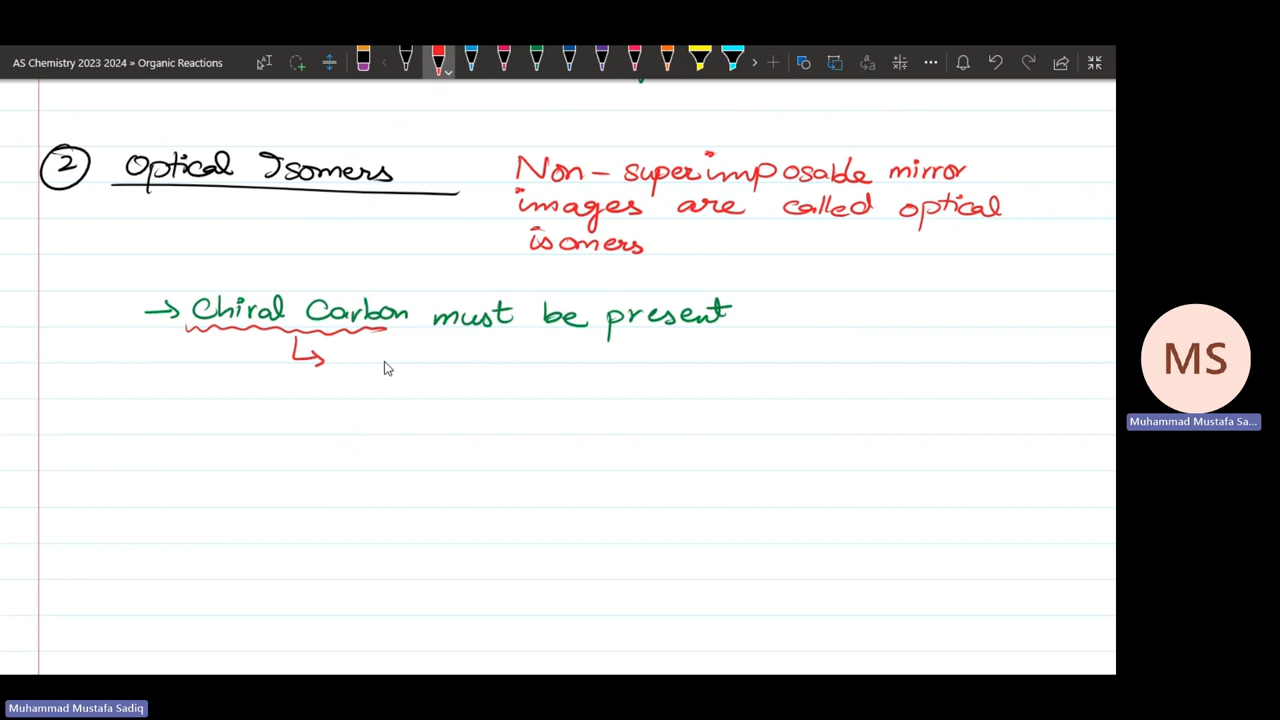 AS Chemistry 2023 2024 » Organic Reactions
2 Optical Isomers
Non-superimposable mirror
images are called optical
isomers
→ Chiral Carbon must be present
↳
MS
Muhammad Mustafa Sa...
Muhammad Mustafa Sadiq